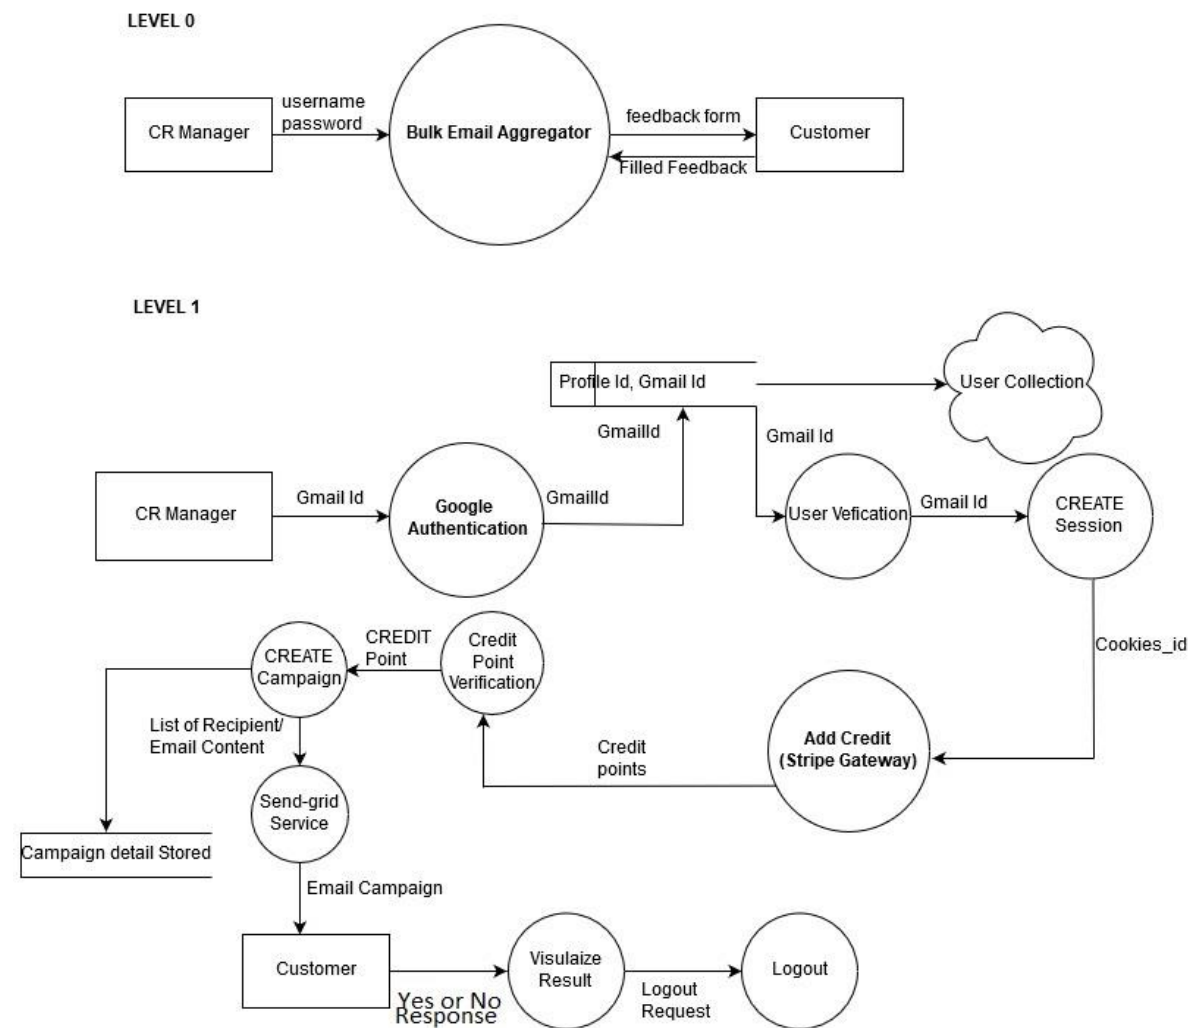 LEVEL 0
CR Manager
username
password
Bulk Email Aggregator
feedback form
Filled Feedback
Customer
LEVEL 1
Profile Id, Gmail Id
User Collection
GmailId
Gmail Id
CR Manager
Gmail Id
Google
Authentication
GmailId
User Vefication
Gmail Id
CREATE
Session
Cookies_id
CREATE
Campaign
CREDIT
Point
Credit
Point
Verification
Add Credit
(Stripe Gateway)
Credit
points
List of Recipient/
Email Content
Send-grid
Service
Campaign detail Stored
Email Campaign
Customer
Yes or No
Response
Visulaize
Result
Logout
Request
Logout